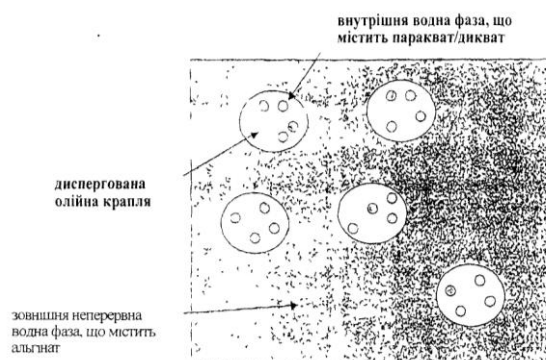 внутрішня водна фаза, що
містить паракват/дикват
диспергована
олійна крапля
зовнішня неперервна
водна фаза, що містить
альгінат